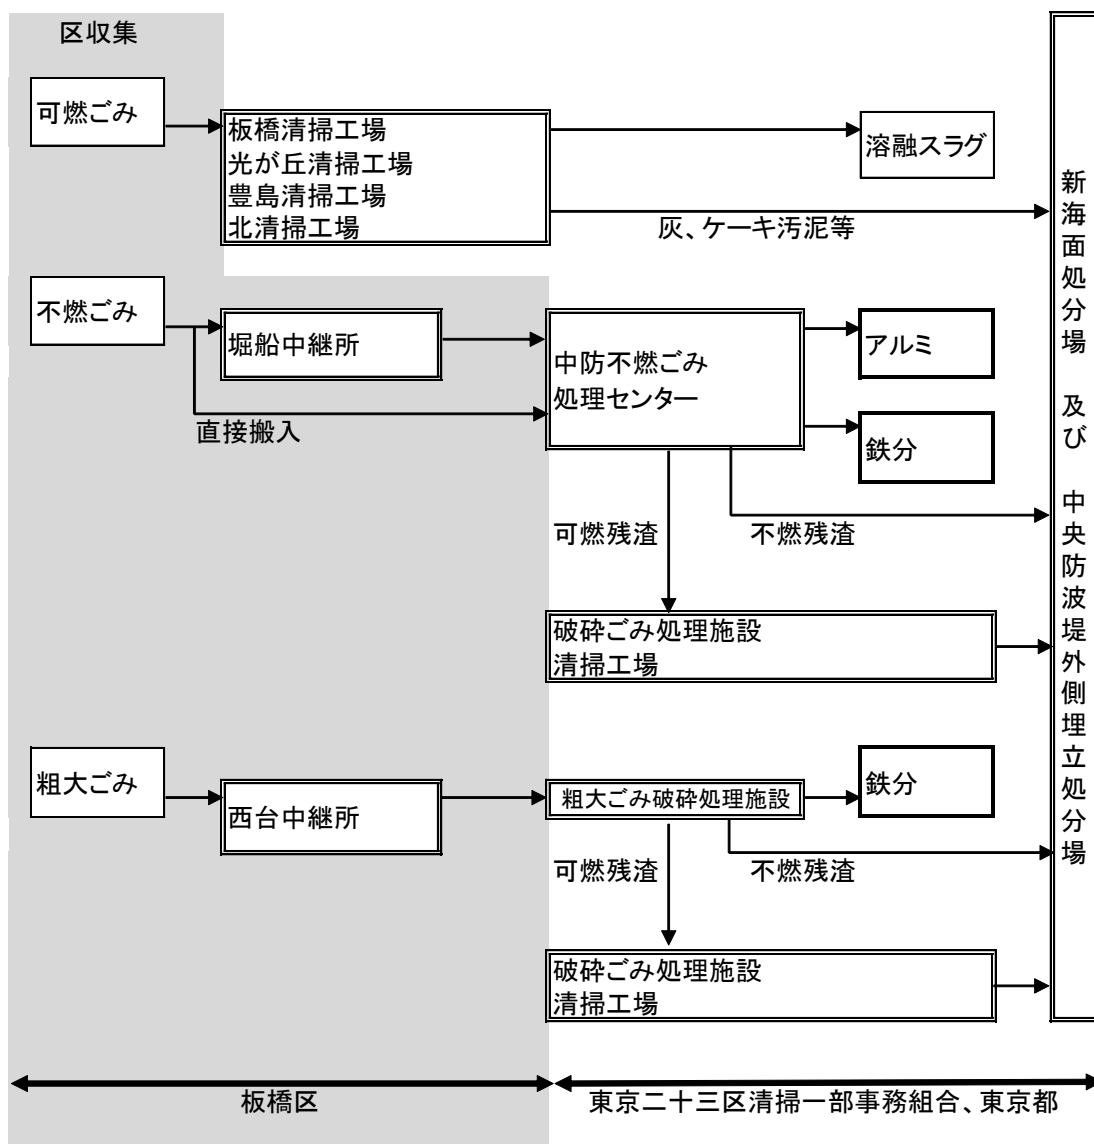 区収集
可燃ごみ
板橋清掃工場
光が丘清掃工場
豊島清掃工場
北清掃工場
溶融スラグ
灰、ケーキ汚泥等
不燃ごみ
堀船中継所
直接搬入
中防不燃ごみ
処理センター
アルミ
鉄分
可燃残渣
不燃残渣
破砕ごみ処理施設
清掃工場
粗大ごみ
西台中継所
粗大ごみ破砕処理施設
鉄分
可燃残渣
不燃残渣
破砕ごみ処理施設
清掃工場
新海面処分場 及び 中央防波堤外側埋立処分場
板橋区
東京二十三区清掃一部事務組合、東京都